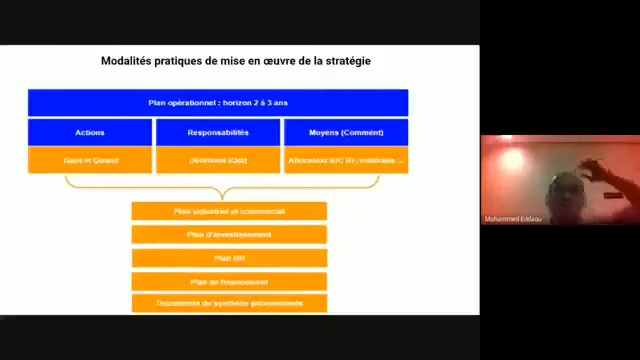 Modalités pratiques de mise en œuvre de la stratégie
Plan opérationnel : horizon 2 à 3 ans
Actions
Responsabilités
Moyens (Comment)
Quoi et Quand
(Qui)
Allocation
Plan industriel et commercial
Plan d'investissement
Plan RH
Plan de financement
Documents de synthèse prévisionnels
Mohammed Eddaou